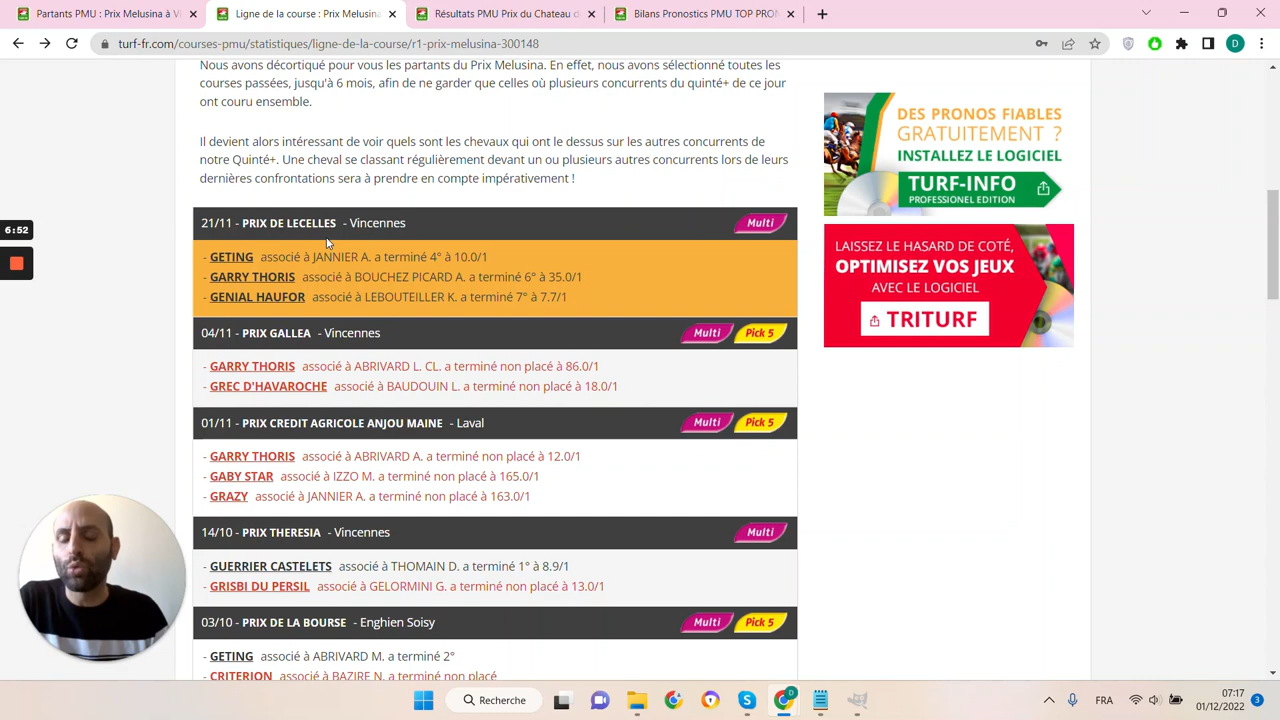 Partants PMU : Prix Melusina à Vi
Ligne de la course : Prix Melusina
Résultats PMU Prix du Chateau d
Bilans Pronostics PMU TOP PRON
turf-fr.com/courses-pmu/statistiques/ligne-de-la-course/r1-prix-melusina-300148
D
Nous avons décortiqué pour vous les partants du Prix Melusina. En effet, nous avons sélectionné toutes les
courses passées, jusqu'à 6 mois, afin de ne garder que celles où plusieurs concurrents du quinté+ de ce jour
ont couru ensemble.
Il devient alors intéressant de voir quels sont les chevaux qui ont le dessus sur les autres concurrents de
notre Quinté+. Une cheval se classant régulièrement devant un ou plusieurs autres concurrents lors de leurs
dernières confrontations sera à prendre en compte impérativement !
DES PRONOS FIABLES
GRATUITEMENT ?
INSTALLEZ LE LOGICIEL
TURF-INFO
PROFESSIONEL EDITION
LAISSEZ LE HASARD DE COTÉ,
OPTIMISEZ VOS JEUX
AVEC LE LOGICIEL
TRITURF
6:52
21/11 - PRIX DE LECELLES - Vincennes Multi
- GETING associé à JANNIER A. a terminé 4° à 10.0/1
- GARRY THORIS associé à BOUCHEZ PICARD A. a terminé 6° à 35.0/1
- GENIAL HAUFOR associé à LEBOUTEILLER K. a terminé 7° à 7.7/1
04/11 - PRIX GALLEA - Vincennes Multi Pick 5
- GARRY THORIS associé à ABRIVARD L. CL. a terminé non placé à 86.0/1
- GREC D'HAVAROCHE associé à BAUDOUIN L. a terminé non placé à 18.0/1
01/11 - PRIX CREDIT AGRICOLE ANJOU MAINE - Laval Multi Pick 5
- GARRY THORIS associé à ABRIVARD A. a terminé non placé à 12.0/1
- GABY STAR associé à IZZO M. a terminé non placé à 165.0/1
- GRAZY associé à JANNIER A. a terminé non placé à 163.0/1
14/10 - PRIX THERESIA - Vincennes Multi
- GUERRIER CASTELETS associé à THOMAIN D. a terminé 1° à 8.9/1
- GRISBI DU PERSIL associé à GELORMINI G. a terminé non placé à 13.0/1
03/10 - PRIX DE LA BOURSE - Enghien Soisy Multi Pick 5
- GETING associé à ABRIVARD M. a terminé 2°
- CRITERION associé à BAZIRE N. a terminé non placé
Recherche
FRA
07:17
01/12/2022
3